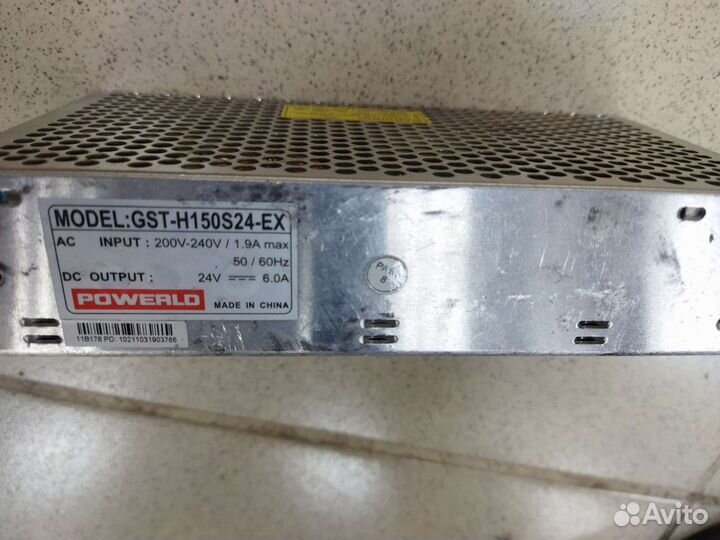 MODEL:GST-H150S24-EX
AC INPUT : 200V-240V / 1.9A max
50 / 60Hz
DC OUTPUT : 24V 6.0A
POWERLD MADE IN CHINA
11B178 PD: 10211031903766
8
Avito